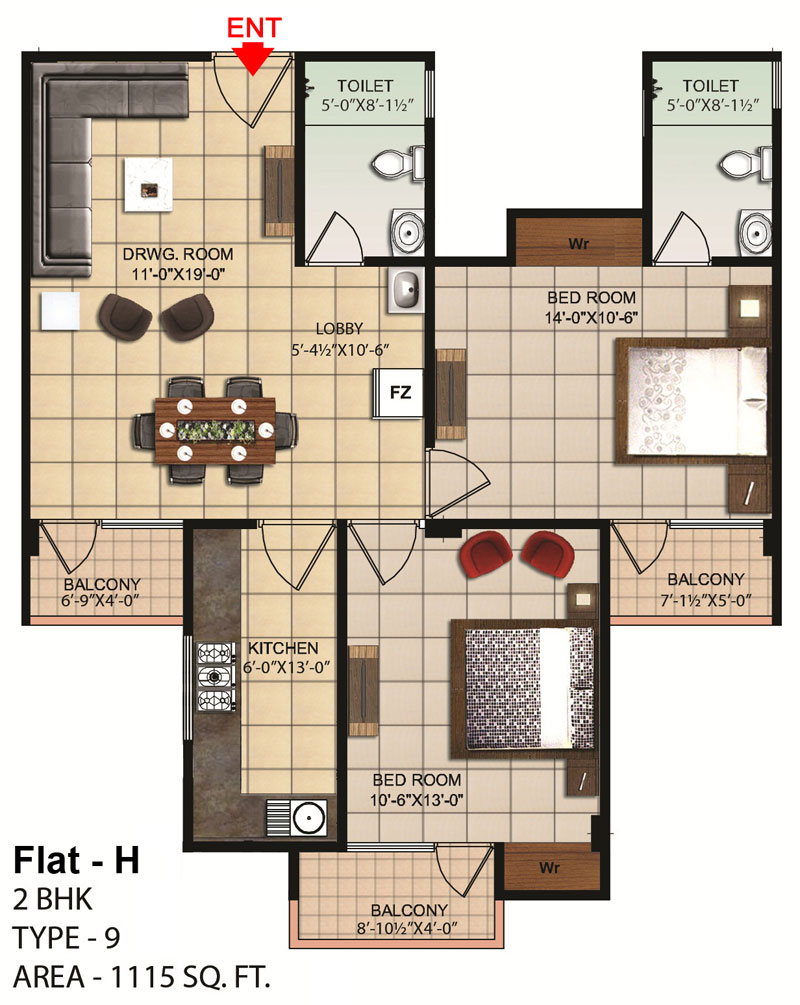 ENT
TOILET
5'-0"X8'-1½"
TOILET
5'-0"X8'-1½"
Wr
DRWG. ROOM
11'-0"X19'-0"
BED ROOM
14'-0"X10'-6"
LOBBY
5'-4½"X10'-6"
FZ
BALCONY
6'-9"X4'-0"
BALCONY
7'-1½"X5'-0"
KITCHEN
6'-0"X13'-0"
BED ROOM
10'-6"X13'-0"
Wr
BALCONY
8'-10½"X4'-0"
Flat - H
2 BHK
TYPE - 9
AREA - 1115 SQ. FT.